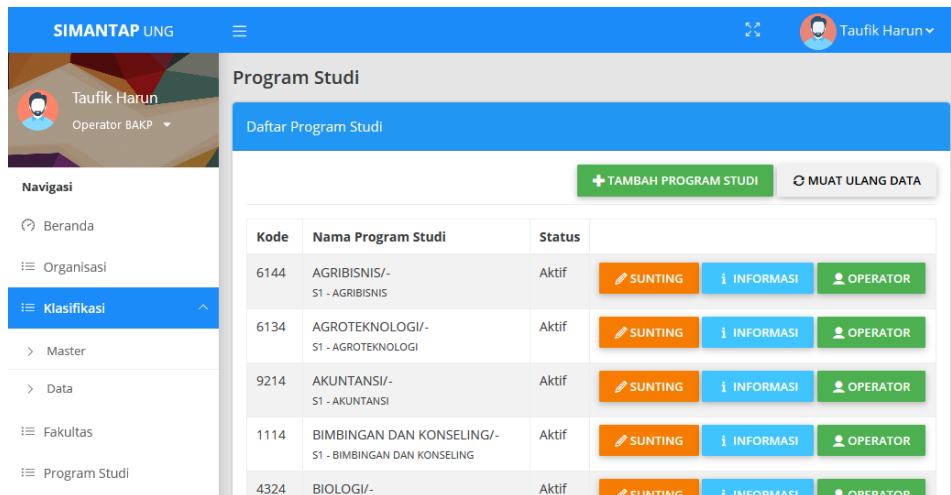 SIMANTAP UNG
Taufik Harun
Taufik Harun
Operator BAKP
Navigasi
Beranda
Organisasi
Klasifikasi
Master
Data
Fakultas
Program Studi
Program Studi
Daftar Program Studi
TAMBAH PROGRAM STUDI MUAT ULANG DATA
Kode Nama Program Studi Status
6144 AGRIBISNIS/- Aktif SUNTING INFORMASI OPERATOR
S1 - AGRIBISNIS
6134 AGROTEKNOLOGI/- Aktif SUNTING INFORMASI OPERATOR
S1 - AGROTEKNOLOGI
9214 AKUNTANSI/- Aktif SUNTING INFORMASI OPERATOR
S1 - AKUNTANSI
1114 BIMBINGAN DAN KONSELING/- Aktif SUNTING INFORMASI OPERATOR
S1 - BIMBINGAN DAN KONSELING
4324 BIOLOGI/- Aktif SUNTING INFORMASI OPERATOR